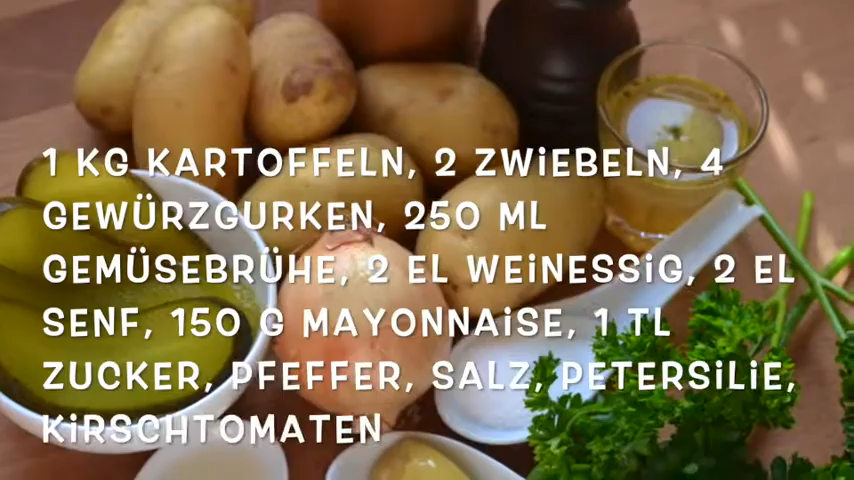 1 KG KARTOFFELN, 2 ZWiEBELN, 4
GEWÜRZGURKEN, 250 ML
GEMÜSEBRÜHE, 2 EL WEiNESSiG, 2 EL
SENF, 150 G MAYONNAiSE, 1 TL
ZUCKER, PFEFFER, SALZ, PETERSiLiE,
KiRSCHTOMATEN